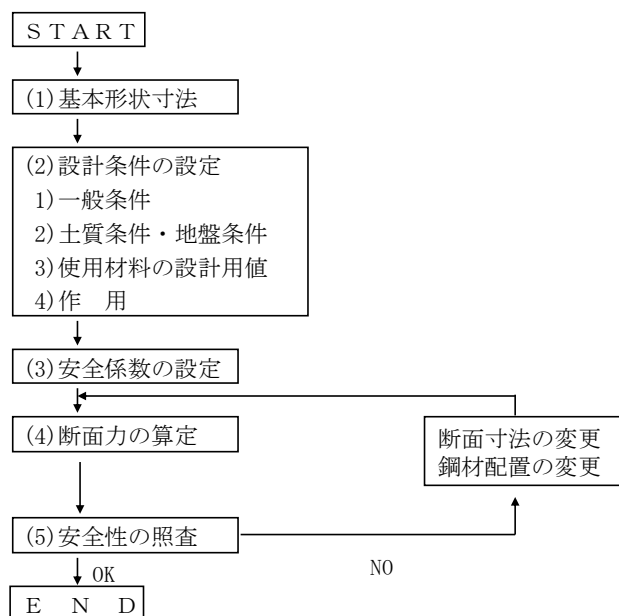 ＳＴＡＲＴ
(1)基本形状寸法
(2)設計条件の設定
1)一般条件
2)土質条件・地盤条件
3)使用材料の設計用値
4)作　用
(3)安全係数の設定
(4)断面力の算定
断面寸法の変更
鋼材配置の変更
(5)安全性の照査
OK
NO
Ｅ　Ｎ　Ｄ